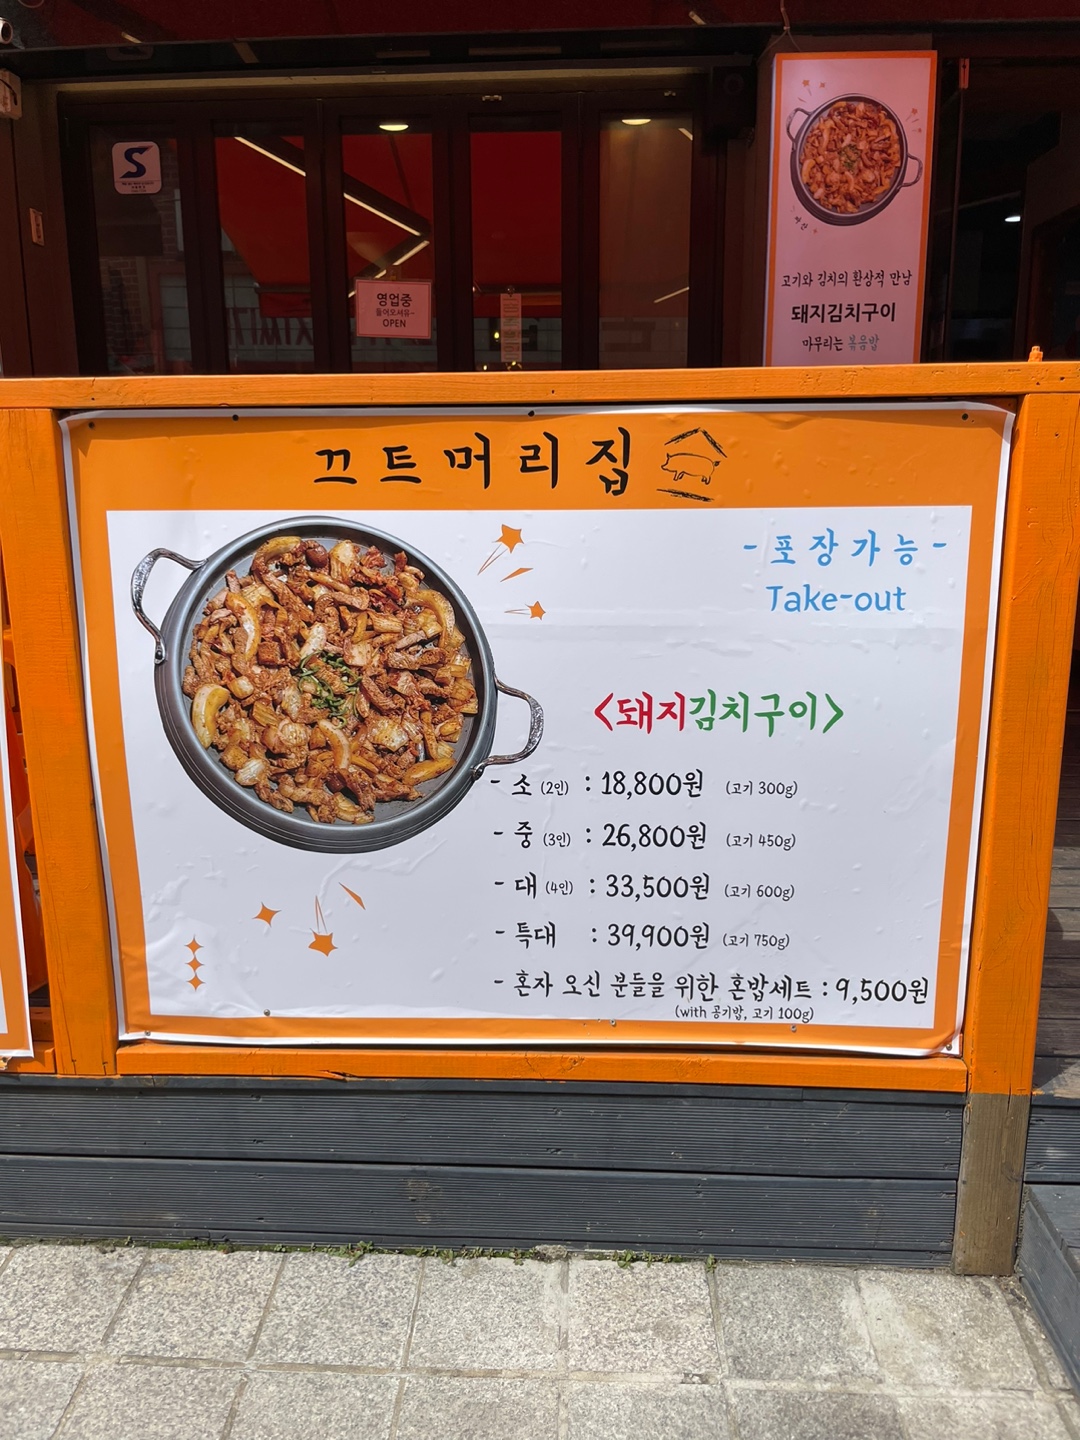 S
영업중
들어오셔유~
OPEN
고기와 김치의 환상적 만남
돼지김치구이
마무리는 볶음밥
끄트머리집
- 포장가능 -
Take-out
<돼지김치구이>
- 소 (2인) : 18,800원 (고기 300g)
- 중 (3인) : 26,800원 (고기 450g)
- 대 (4인) : 33,500원 (고기 600g)
- 특대 : 39,900원 (고기 750g)
- 혼자 오신 분들을 위한 혼밥세트 : 9,500원
(with 공기밥, 고기 100g)